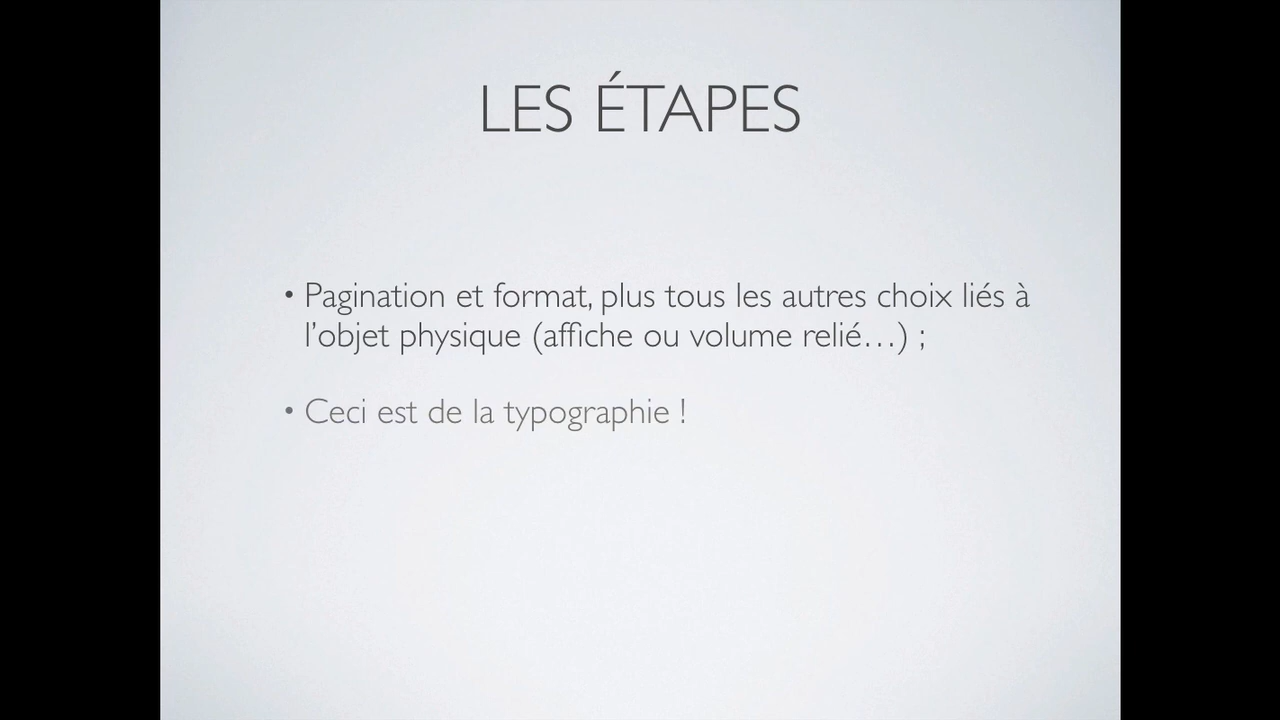 LES ÉTAPES
• Pagination et format, plus tous les autres choix liés à
l’objet physique (affiche ou volume relié…) ;
• Ceci est de la typographie !